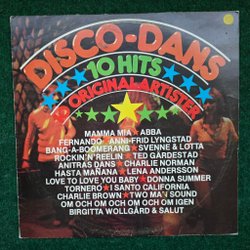 DISCO-DANS
10 HITS
10 ORIGINALARTISTER
MAMMA MIA ★ ABBA
FERNANDO ★ ANNI-FRID LYNGSTAD
BANG-A-BOOMERANG ★ SVENNE & LOTTA
ROCKIN'N'REELIN ★ TED GÄRDESTAD
ANITRAS DANS ★ CHARLIE NORMAN
HASTA MAÑANA ★ LENA ANDERSSON
LOVE TO LOVE YOU BABY ★ DONNA SUMMER
TORNERO ★ I SANTO CALIFORNIA
CHARLIE BROWN ★ TWO MAN SOUND
OM OCH OM OCH OM OCH OM IGEN
BIRGITTA WOLLGÅRD & SALUT